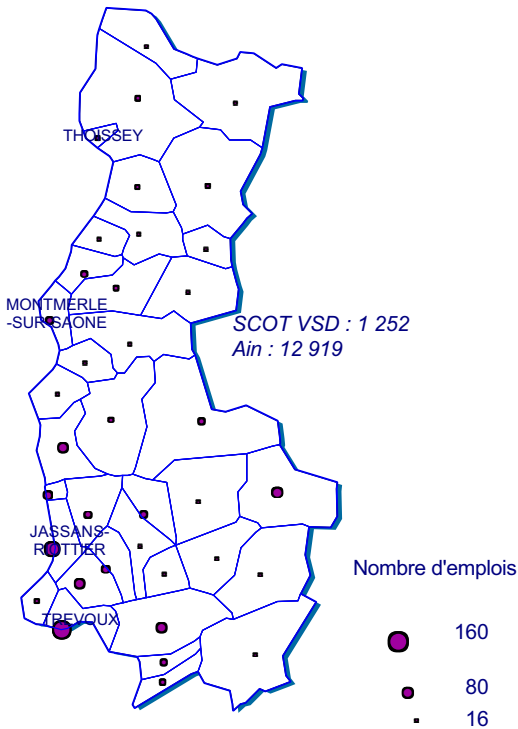 THOISSEY
MONTMERLE
-SUR-SAONE
SCOT VSD : 1 252
Ain : 12 919
JASSANS-
RIOTTIER
TREVOUX
Nombre d'emplois
160
80
16